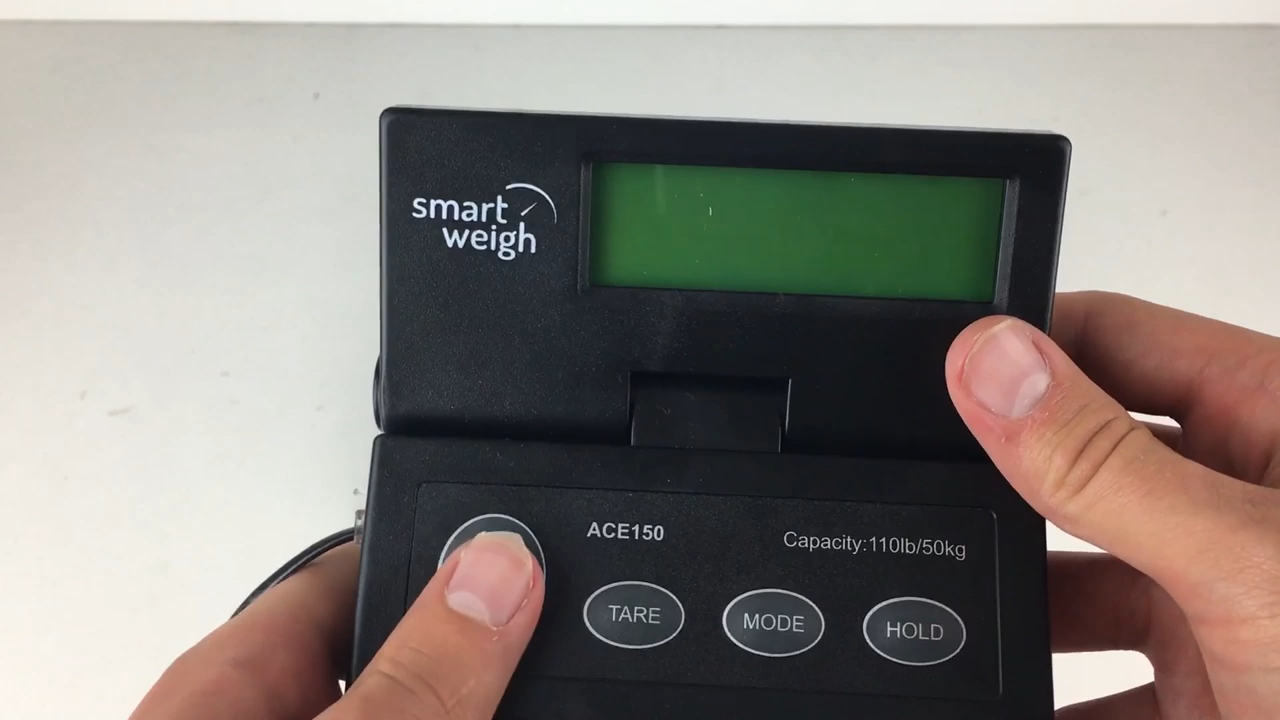 smart
weigh
ACE150
Capacity:110lb/50kg
TARE
MODE
HOLD